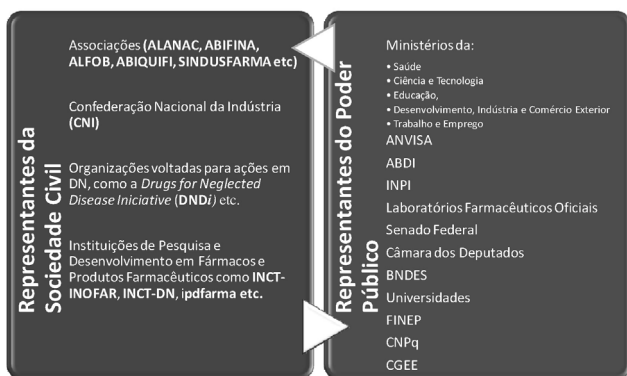 Representantes da
Sociedade Civil
Associações (ALANAC, ABIFINA,
ALFOB, ABIQUIFI, SINDUSFARMA etc)
Confederação Nacional da Indústria
(CNI)
Organizações voltadas para ações em
DN, como a Drugs for Neglected
Disease Iniciative (DNDi) etc.
Instituições de Pesquisa e
Desenvolvimento em Fármacos e
Produtos Farmacêuticos como INCT-
INOFAR, INCT-DN, ipdfarma etc.
Representantes do Poder
Público
Ministérios da:
• Saúde
• Ciência e Tecnologia
• Educação,
• Desenvolvimento, Indústria e Comércio Exterior
• Trabalho e Emprego
ANVISA
ABDI
INPI
Laboratórios Farmacêuticos Oficiais
Senado Federal
Câmara dos Deputados
BNDES
Universidades
FINEP
CNPq
CGEE